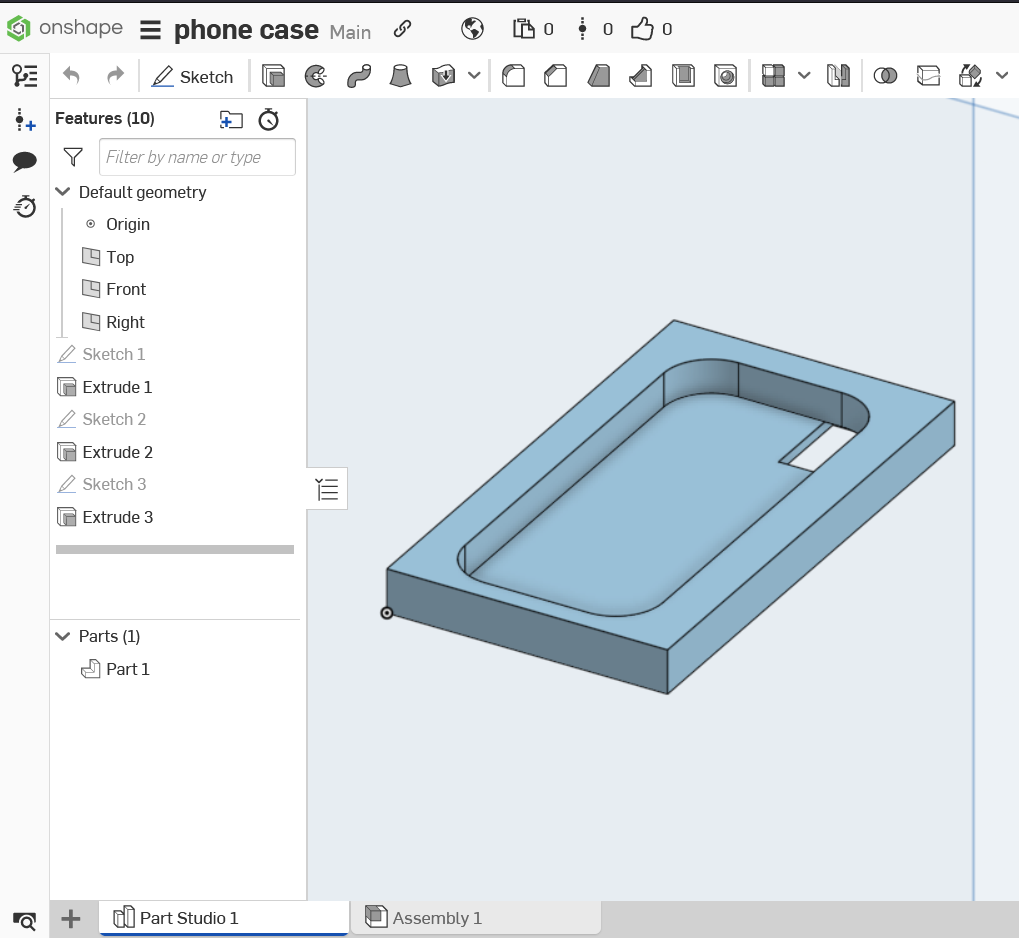 onshape phone case Main 0 0 0
Sketch
Features (10)
Filter by name or type
Default geometry
Origin
Top
Front
Right
Sketch 1
Extrude 1
Sketch 2
Extrude 2
Sketch 3
Extrude 3
Parts (1)
Part 1
Part Studio 1 Assembly 1